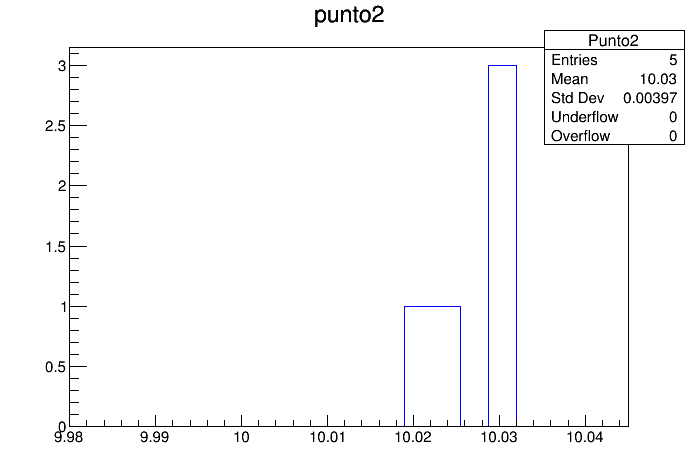 punto2
Punto2
Entries 5
Mean 10.03
Std Dev 0.00397
Underflow 0
Overflow 0
3
2.5
2
1.5
1
0.5
0
9.98 9.99 10 10.01 10.02 10.03 10.04